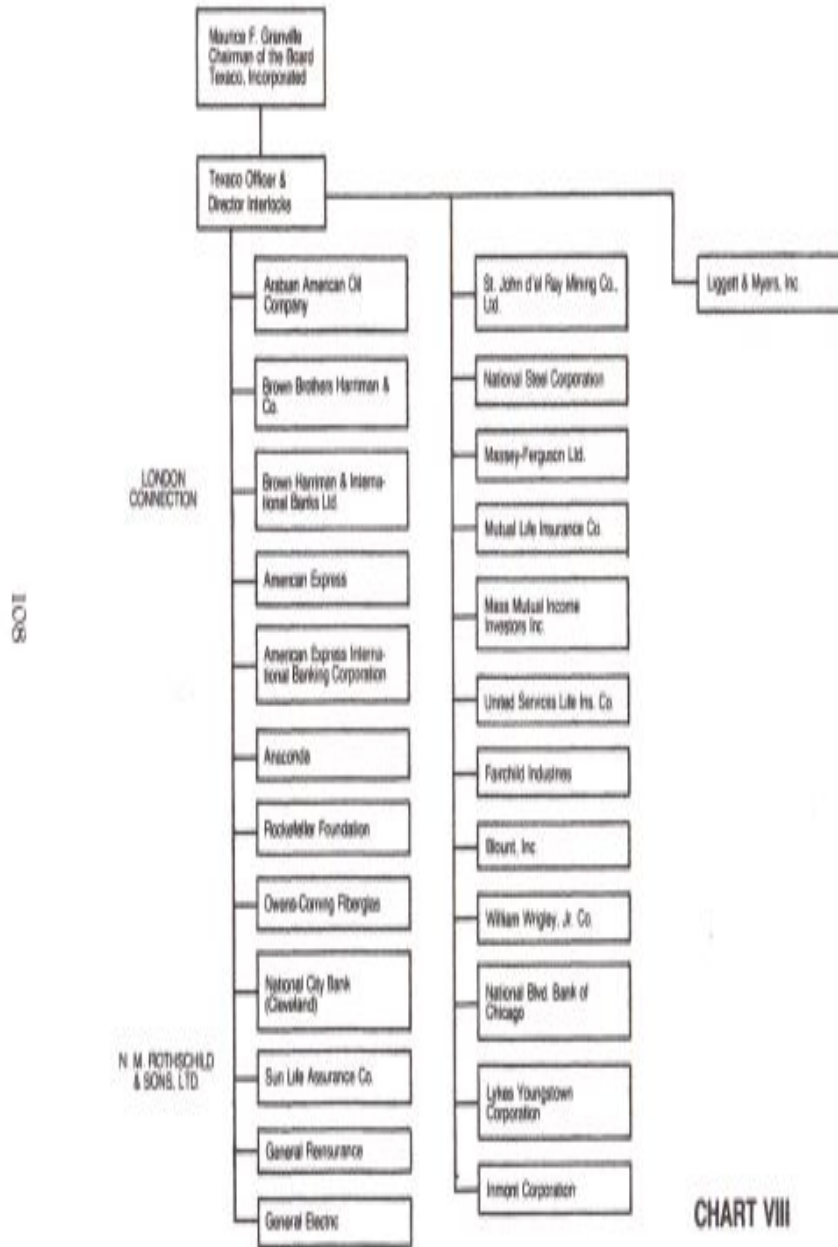 Maurice F. Granville
Chairman of the Board
Texaco, Incorporated
Texaco Officer &
Director Interlocks
Arabian American Oil
Company
Brown Brothers Harriman &
Co.
LONDON
CONNECTION
Brown Harriman & Interna-
tional Banks Ltd.
American Express
American Express Interna-
tional Banking Corporation
Anaconda
Rockefeller Foundation
Owens-Corning Fiberglas
National City Bank
(Cleveland)
N. M. ROTHSCHILD
& SONS, LTD.
Sun Life Assurance Co.
General Reinsurance
General Electric
St. John d'el Ray Mining Co.,
Ltd.
National Steel Corporation
Massey-Ferguson Ltd.
Mutual Life Insurance Co.
Mass Mutual Income
Investors Inc.
United Services Life Ins. Co.
Fairchild Industries
Blount, Inc.
William Wrigley, Jr. Co.
National Blvd. Bank of
Chicago
Lykes Youngstown
Corporation
Inmont Corporation
Liggett & Myers, Inc.
CHART VIII
108